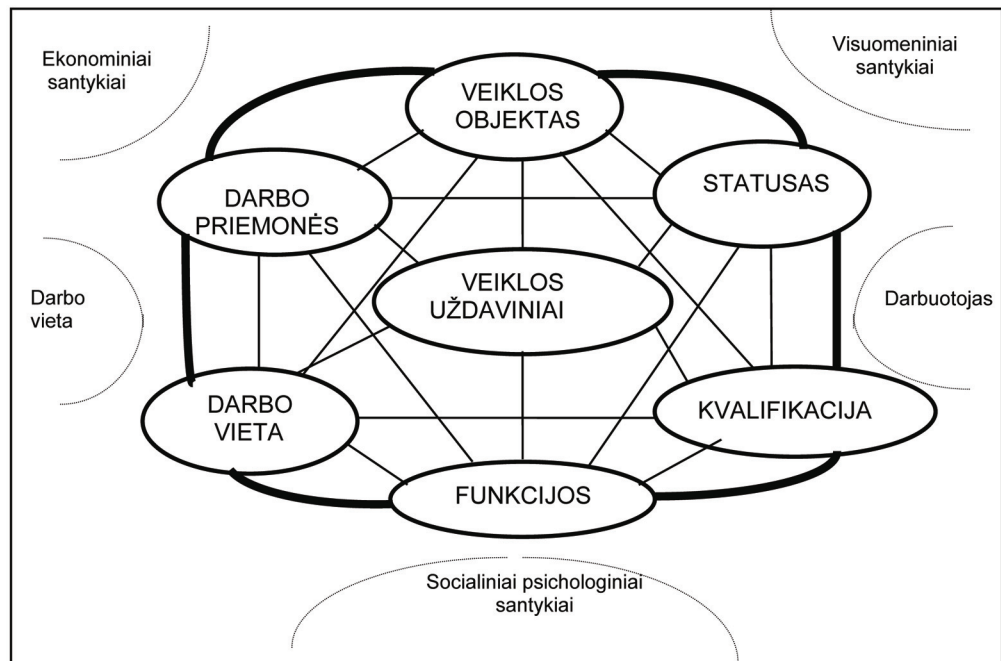 Ekonominiai
santykiai
Visuomeniniai
santykiai
VEIKLOS
OBJEKTAS
DARBO
PRIEMONĖS
STATUSAS
VEIKLOS
UŽDAVINIAI
Darbo
vieta
Darbuotojas
DARBO
VIETA
KVALIFIKACIJA
FUNKCIJOS
Socialiniai psichologiniai
santykiai